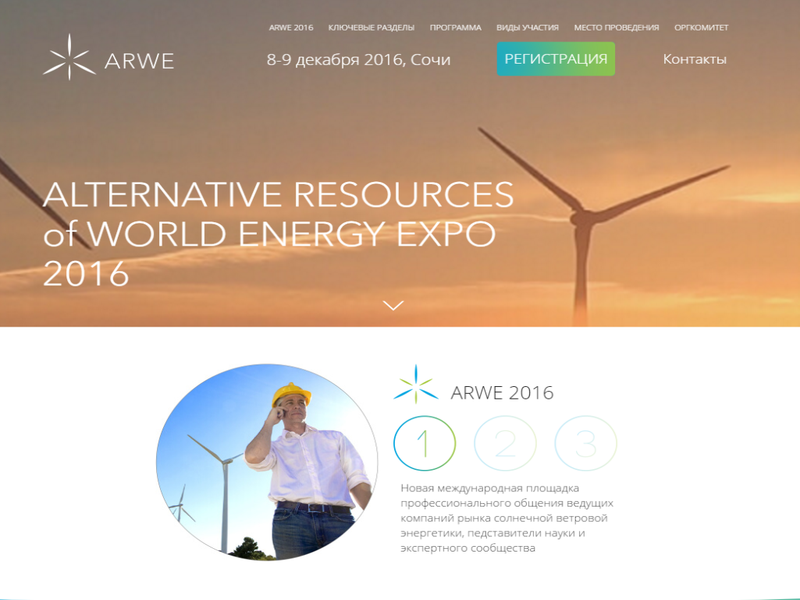 ARWE 2016 КЛЮЧЕВЫЕ РАЗДЕЛЫ ПРОГРАММА ВИДЫ УЧАСТИЯ МЕСТО ПРОВЕДЕНИЯ ОРГКОМИТЕТ
ARWE
8-9 декабря 2016, Сочи
РЕГИСТРАЦИЯ
Контакты
ALTERNATIVE RESOURCES
of WORLD ENERGY EXPO
2016
ARWE 2016
1 2 3
Новая международная площадка
профессионального общения ведущих
компаний рынка солнечной ветровой
энергетики, педставители науки и
экспертного сообщества